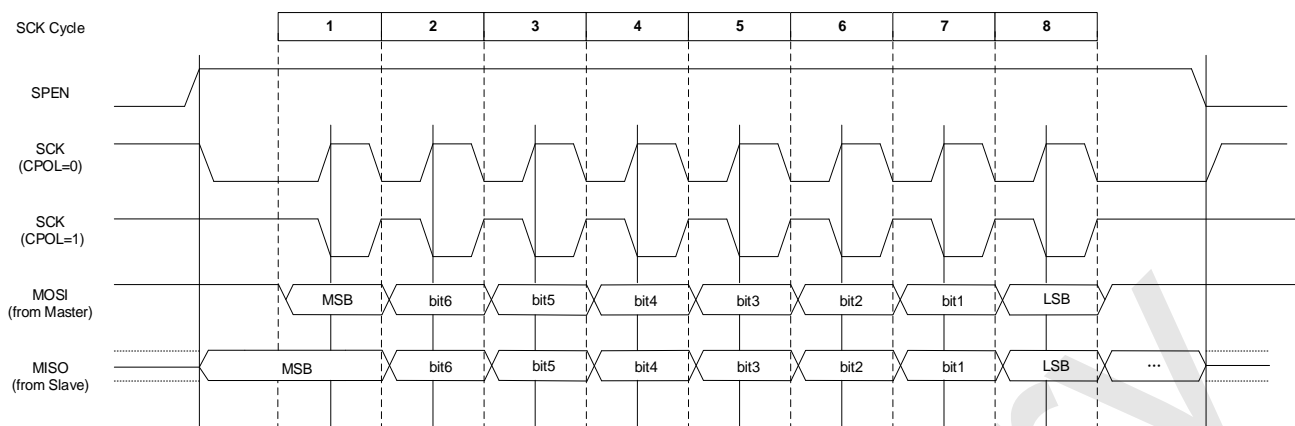 SCK Cycle 1 2 3 4 5 6 7 8
SPEN
SCK
(CPOL=0)
SCK
(CPOL=1)
MOSI
(from Master)
MSB bit6 bit5 bit4 bit3 bit2 bit1 LSB
MISO
(from Slave)
MSB bit6 bit5 bit4 bit3 bit2 bit1 LSB ...